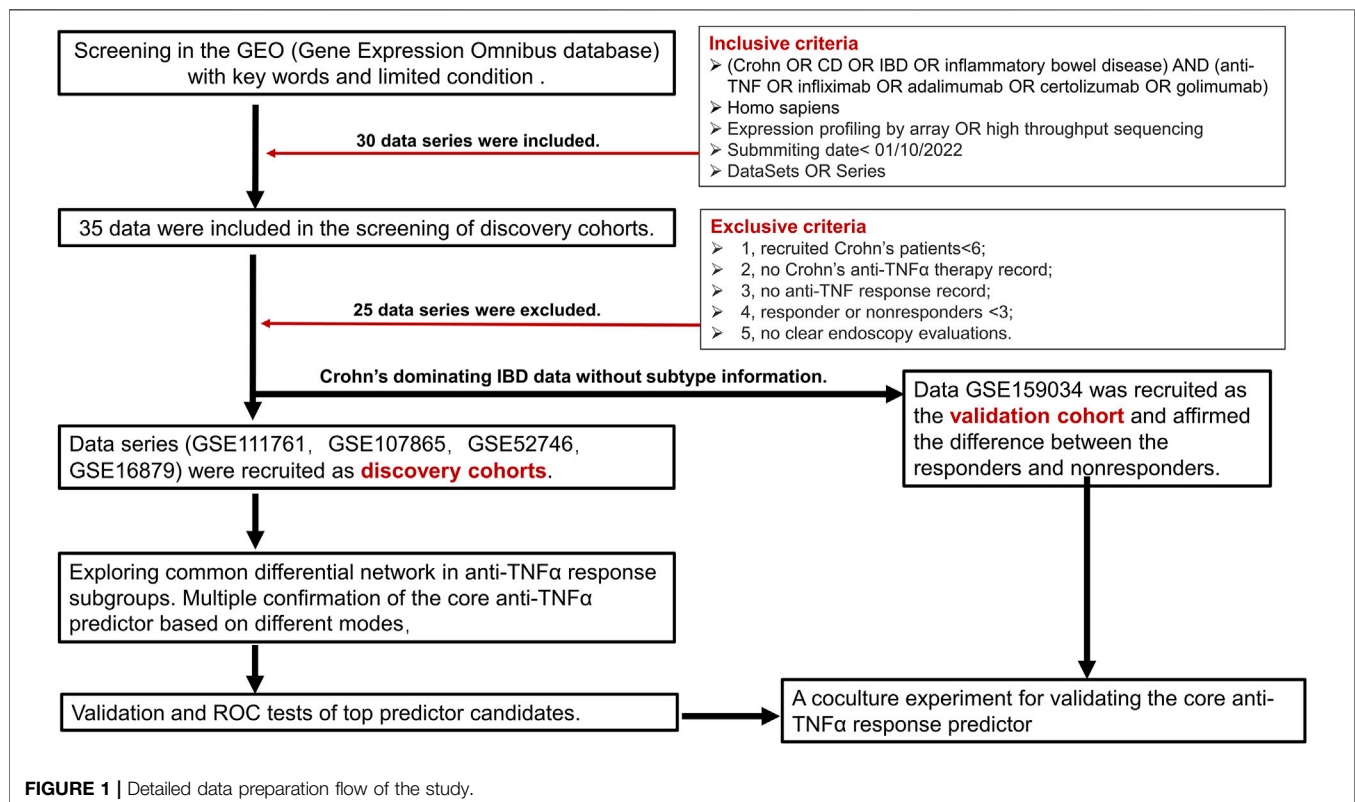 Screening in the GEO (Gene Expression Omnibus database)
with key words and limited condition .
Inclusive criteria
➢ (Crohn OR CD OR IBD OR inflammatory bowel disease) AND (anti-
TNF OR infliximab OR adalimumab OR certolizumab OR golimumab)
➢ Homo sapiens
➢ Expression profiling by array OR high throughput sequencing
➢ Submmiting date< 01/10/2022
➢ DataSets OR Series
30 data series were included.
35 data were included in the screening of discovery cohorts.
Exclusive criteria
➢ 1, recruited Crohn's patients<6;
➢ 2, no Crohn's anti-TNFα therapy record;
➢ 3, no anti-TNF response record;
➢ 4, responder or nonresponders <3;
➢ 5, no clear endoscopy evaluations.
25 data series were excluded.
Crohn's dominating IBD data without subtype information.
Data GSE159034 was recruited as
the validation cohort and affirmed
the difference between the
responders and nonresponders.
Data series (GSE111761, GSE107865, GSE52746,
GSE16879) were recruited as discovery cohorts.
Exploring common differential network in anti-TNFα response
subgroups. Multiple confirmation of the core anti-TNFα
predictor based on different modes,
Validation and ROC tests of top predictor candidates.
A coculture experiment for validating the core anti-
TNFα response predictor
FIGURE 1 | Detailed data preparation flow of the study.